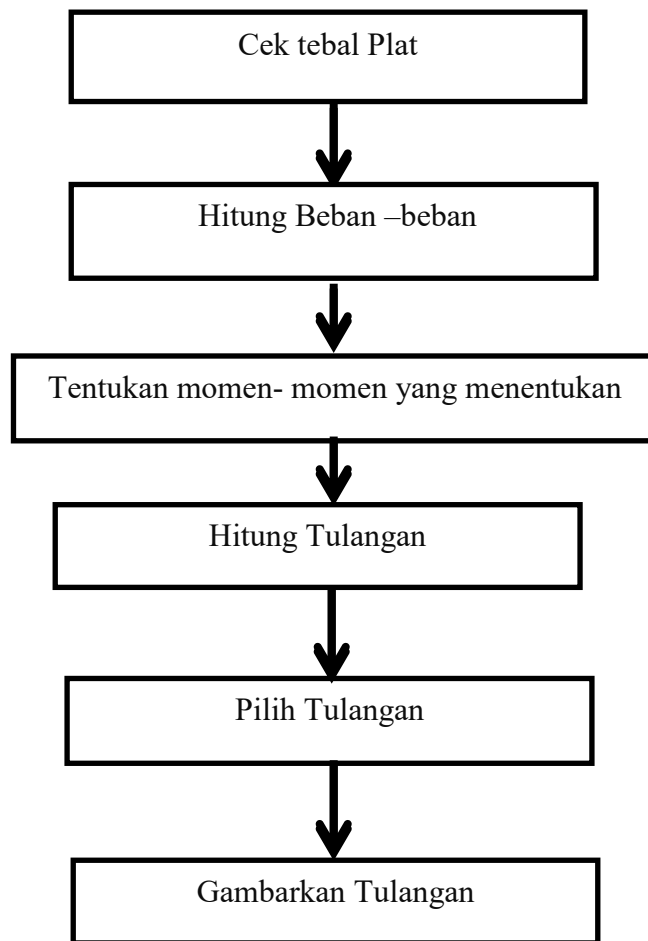 Cek tebal Plat
Hitung Beban –beban
Tentukan momen- momen yang menentukan
Hitung Tulangan
Pilih Tulangan
Gambarkan Tulangan